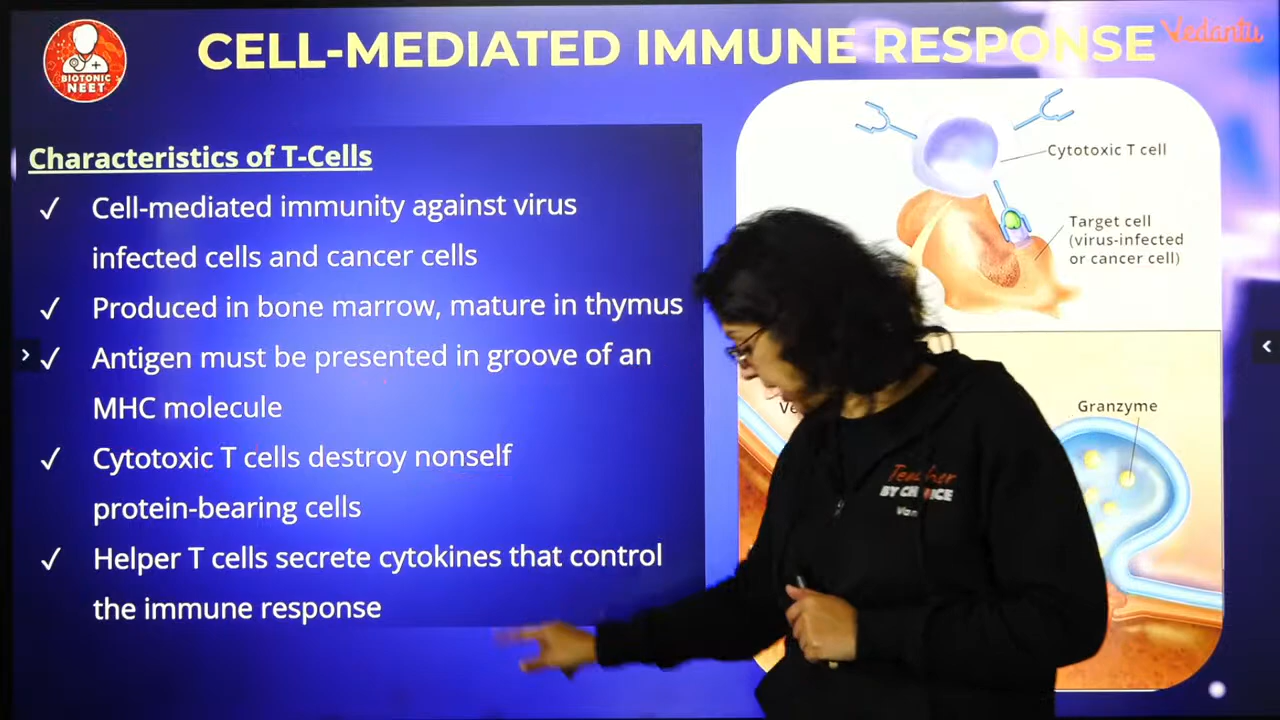 CELL-MEDIATED IMMUNE RESPONSE
Vedantu
BIOTONIC
NEET
Characteristics of T-Cells
✓ Cell-mediated immunity against virus
infected cells and cancer cells
✓ Produced in bone marrow, mature in thymus
✓ Antigen must be presented in groove of an
MHC molecule
✓ Cytotoxic T cells destroy nonself
protein-bearing cells
✓ Helper T cells secrete cytokines that control
the immune response
Cytotoxic T cell
Target cell
(virus-infected
or cancer cell)
Granzyme
Teacher
BY CHOICE